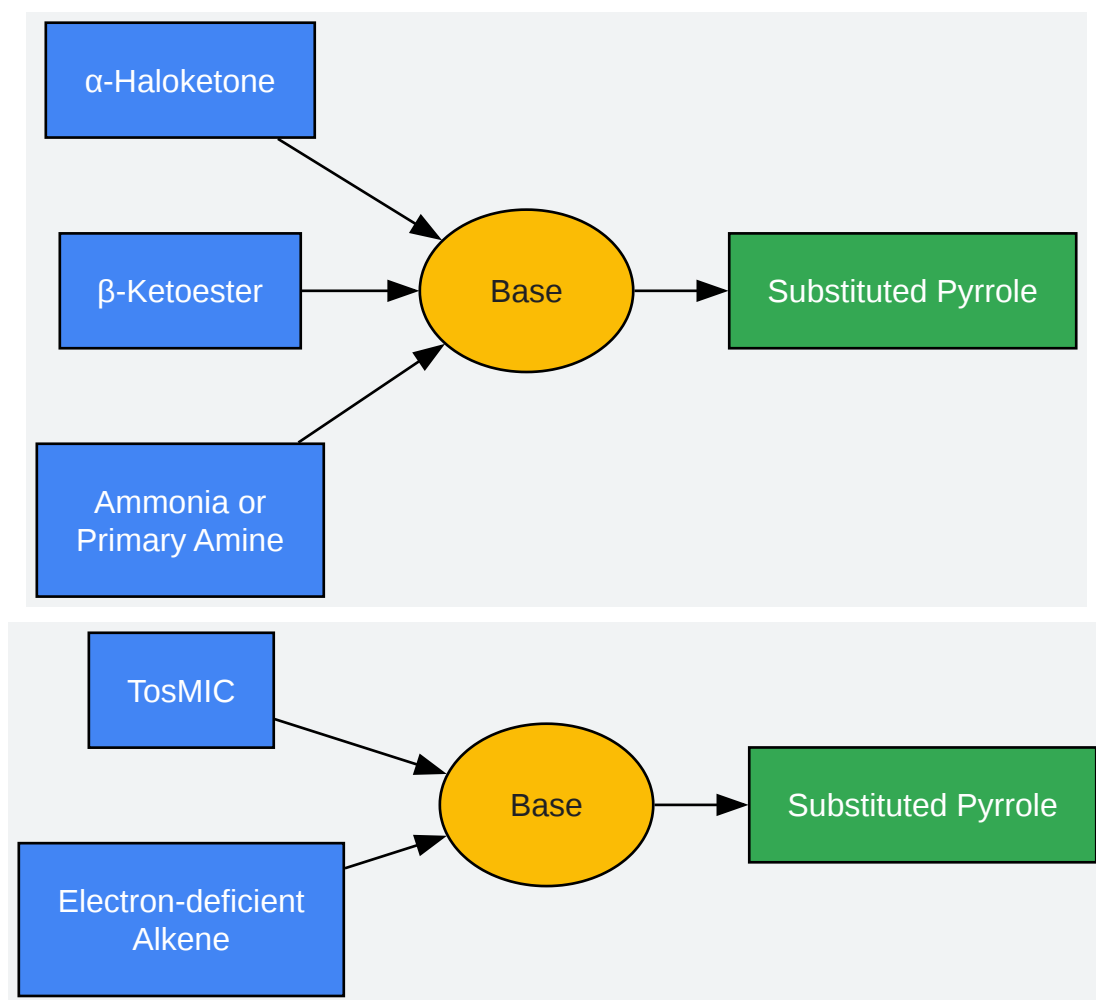 α-Haloketone
β-Ketoester
Base
Substituted Pyrrole
Ammonia or
Primary Amine
TosMIC
Base
Substituted Pyrrole
Electron-deficient
Alkene